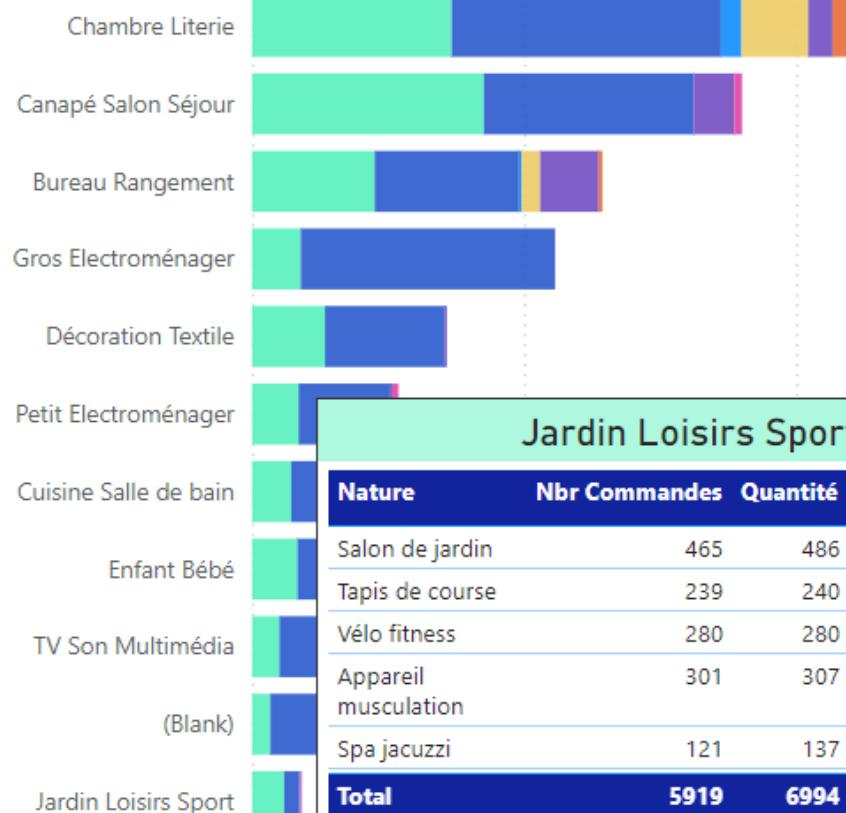 Chambre Literie
Canapé Salon Séjour
Bureau Rangement
Gros Electroménager
Décoration Textile
Petit Electroménager
Cuisine Salle de bain
Enfant Bébé
TV Son Multimédia
(Blank)
Jardin Loisirs Sport
Jardin Loisirs Spor
Nature Nbr Commandes Quantité
Salon de jardin 465 486
Tapis de course 239 240
Vélo fitness 280 280
Appareil 301 307
musculation
Spa jacuzzi 121 137
Total 5919 6994